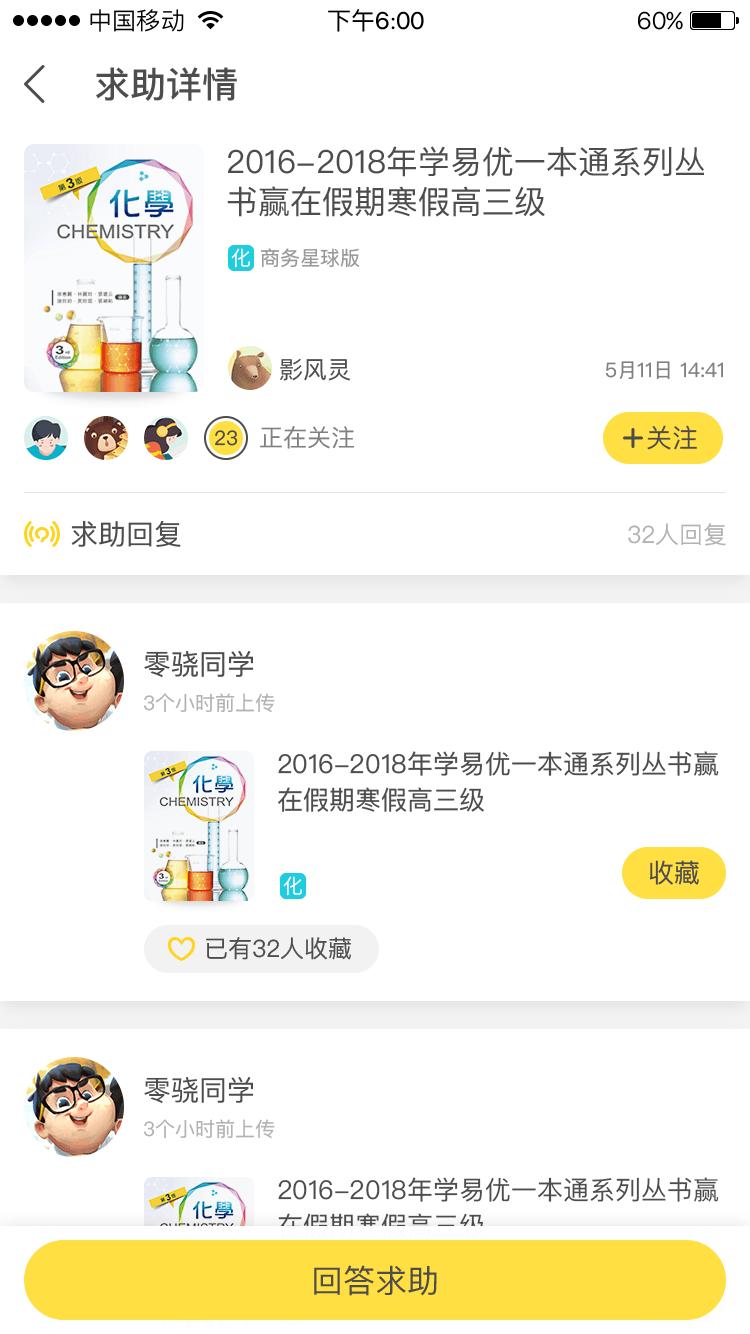 中国移动
下午6:00
60%
求助详情
第3版
化學
CHEMISTRY
3rd
Edition
2016-2018年学易优一本通系列丛
书赢在假期寒假高三级
化 商务星球版
影风灵
5月11日 14:41
23 正在关注
+关注
求助回复
32人回复
零骁同学
3个小时前上传
第3版
化學
CHEMISTRY
2016-2018年学易优一本通系列丛书赢
在假期寒假高三级
化
收藏
已有32人收藏
零骁同学
3个小时前上传
第3版
化學
CHEMISTRY
2016-2018年学易优一本通系列丛书赢
在假期寒假高三级
回答求助